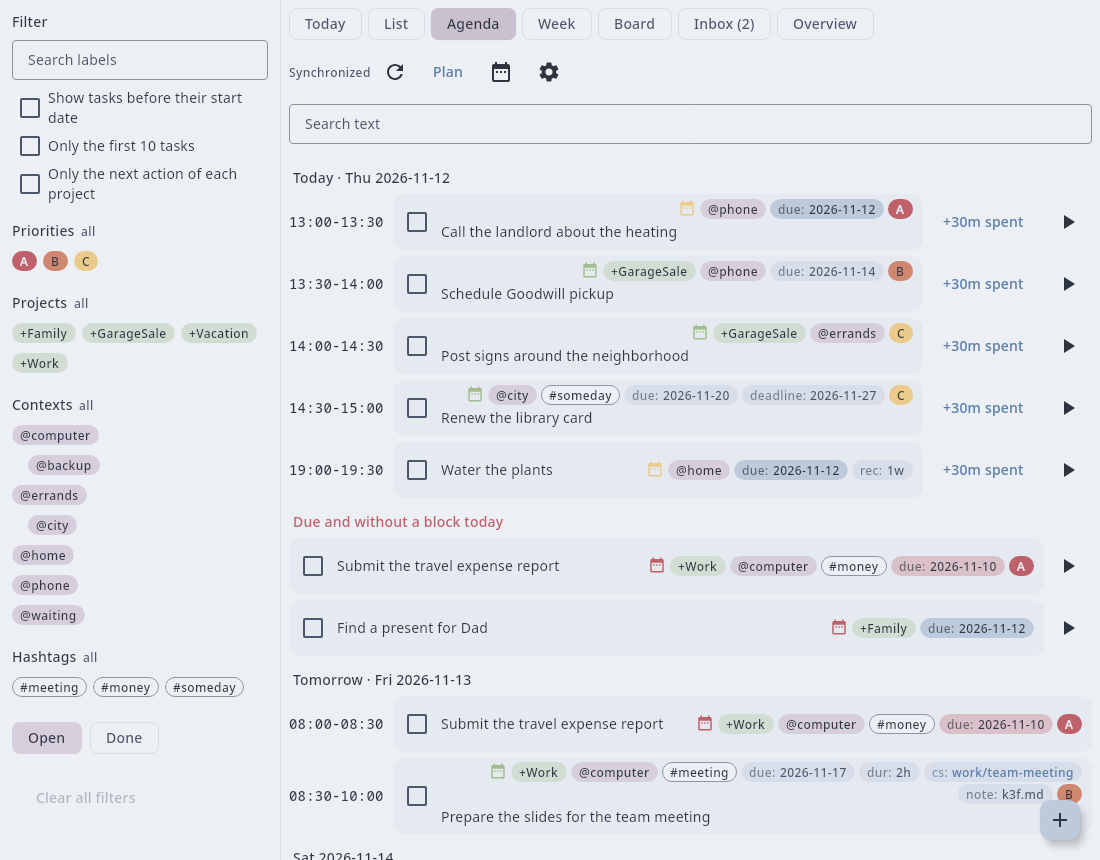 Filter
Search labels
Show tasks before their start
date
Only the first 10 tasks
Only the next action of each
project
Priorities all
A B C
Projects all
+Family +GarageSale +Vacation
+Work
Contexts all
@computer
@backup
@errands
@city
@home
@phone
@waiting
Hashtags all
#meeting #money #someday
Open Done
Clear all filters
Today List Agenda Week Board Inbox (2) Overview
Synchronized Plan
Search text
Today · Thu 2026-11-12
@phone due: 2026-11-12 A
13:00-13:30 Call the landlord about the heating +30m spent
+GarageSale @phone due: 2026-11-14 B
13:30-14:00 Schedule Goodwill pickup +30m spent
+GarageSale @errands C
14:00-14:30 Post signs around the neighborhood +30m spent
@city #someday due: 2026-11-20 deadline: 2026-11-27 C
14:30-15:00 Renew the library card +30m spent
19:00-19:30 Water the plants @home due: 2026-11-12 rec: 1w +30m spent
Due and without a block today
Submit the travel expense report +Work @computer #money due: 2026-11-10 A
Find a present for Dad +Family due: 2026-11-12
Tomorrow · Fri 2026-11-13
08:00-08:30 Submit the travel expense report +Work @computer #money due: 2026-11-10 A
+Work @computer #meeting due: 2026-11-17 dur: 2h cs: work/team-meeting
08:30-10:00 note: k3f.md B
Prepare the slides for the team meeting
Sat 2026-11-14